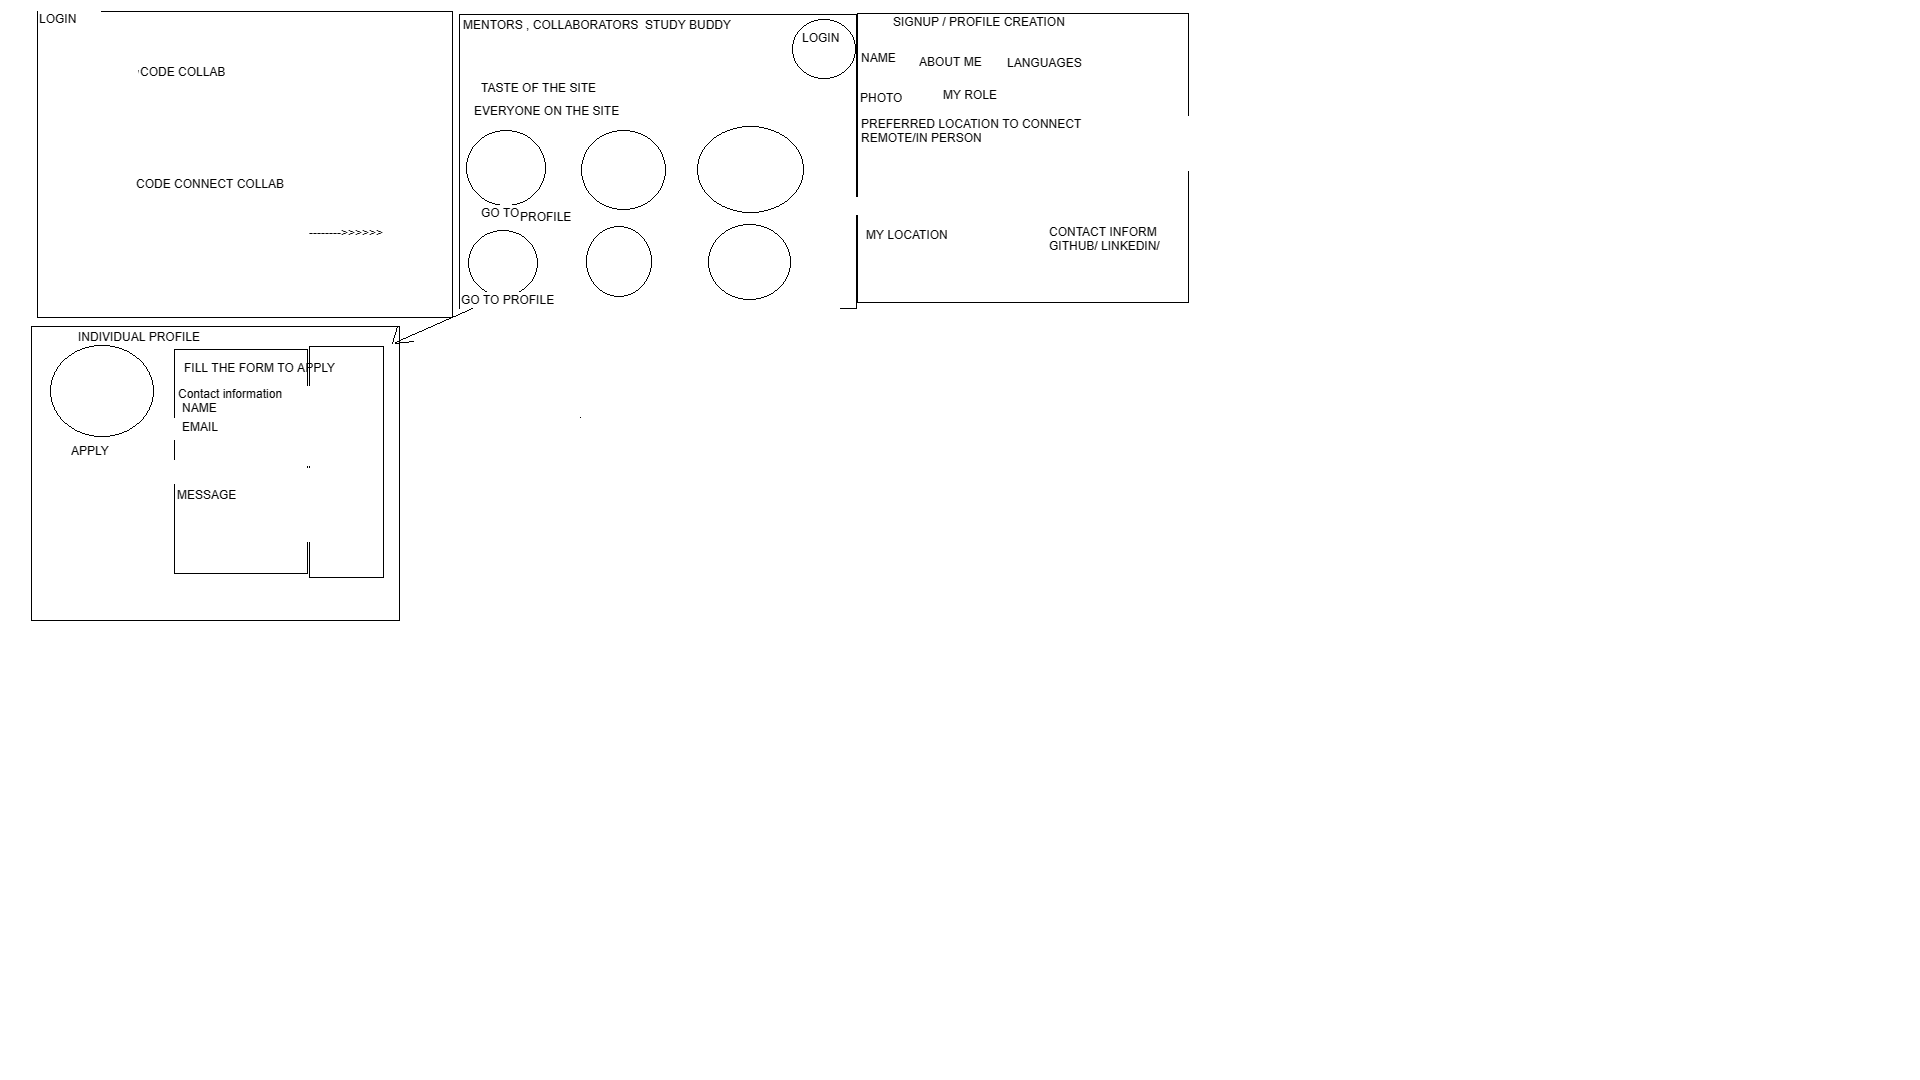 LOGIN
CODE COLLAB
CODE CONNECT COLLAB
-------->>>>>>
MENTORS , COLLABORATORS  STUDY BUDDY
LOGIN
TASTE OF THE SITE
EVERYONE ON THE SITE
GO TO PROFILE
GO TO PROFILE
SIGNUP / PROFILE CREATION
NAME
ABOUT ME
LANGUAGES
PHOTO
MY ROLE
PREFERRED LOCATION TO CONNECT
REMOTE/IN PERSON
MY LOCATION
CONTACT INFORM
GITHUB/ LINKEDIN/
INDIVIDUAL PROFILE
APPLY
FILL THE FORM TO APPLY
Contact information
NAME
EMAIL
MESSAGE